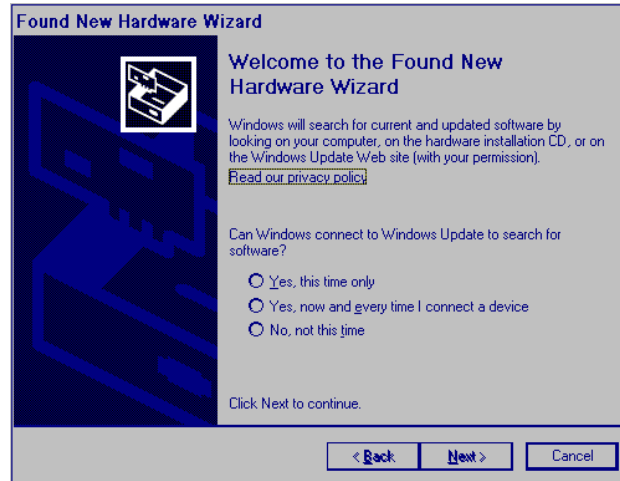 Found New Hardware Wizard
Welcome to the Found New
Hardware Wizard
Windows will search for current and updated software by
looking on your computer, on the hardware installation CD, or on
the Windows Update Web site (with your permission).
Read our privacy policy
Can Windows connect to Windows Update to search for
software?
Yes, this time only
Yes, now and every time I connect a device
No, not this time
Click Next to continue.
< Back Next > Cancel